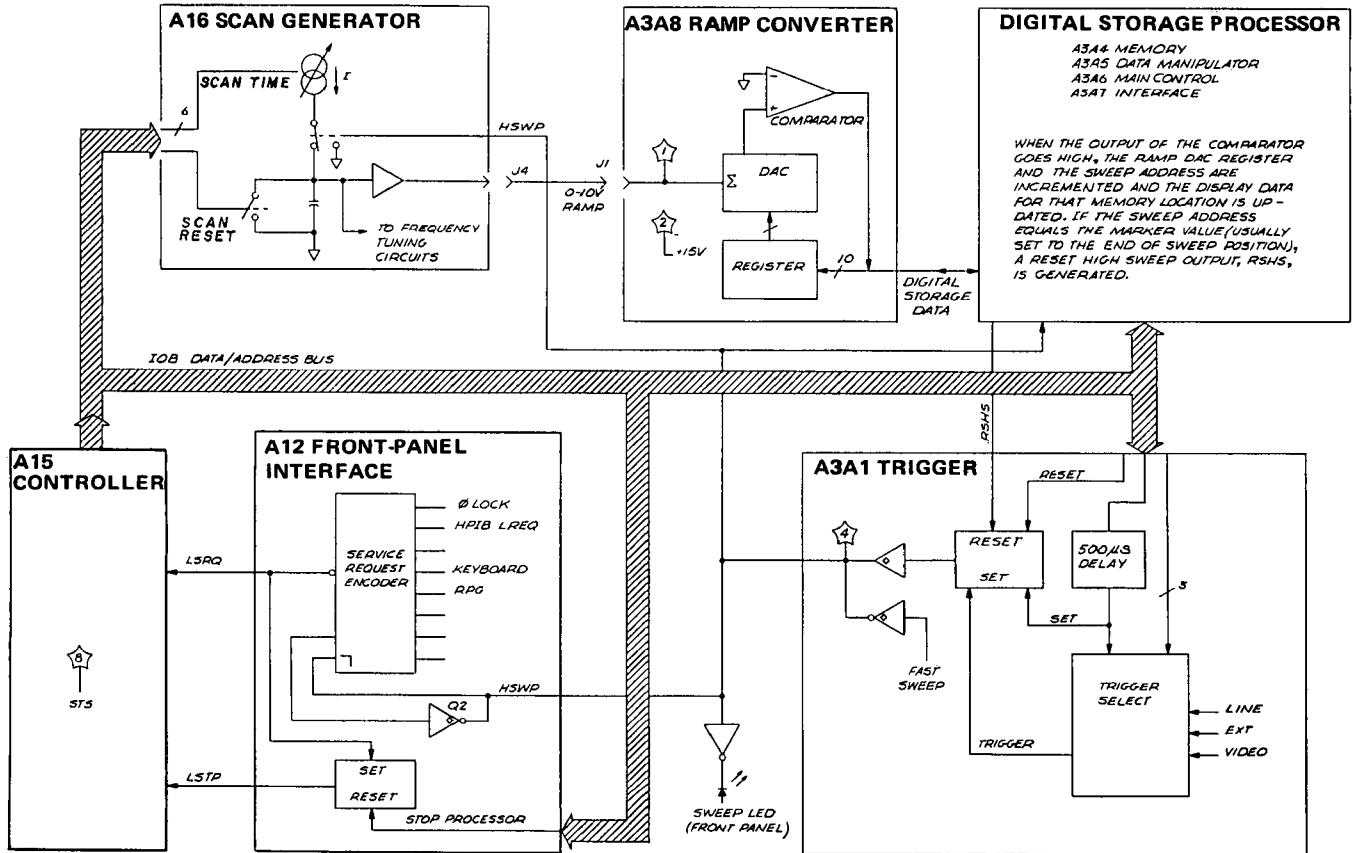 A16 SCAN GENERATOR
SCAN TIME
I
6
HSWP
SCAN
RESET
TO FREQUENCY
TUNING
CIRCUITS
J4
J1
0-10V
RAMP
A3A8 RAMP CONVERTER
-
+
COMPARATOR
1
Σ
DAC
2
+15V
REGISTER
10
DIGITAL
STORAGE
DATA
DIGITAL STORAGE PROCESSOR
A3A4 MEMORY
A3A5 DATA MANIPULATOR
A3A6 MAIN CONTROL
A3A7 INTERFACE
WHEN THE OUTPUT OF THE COMPARATOR
GOES HIGH, THE RAMP DAC REGISTER
AND THE SWEEP ADDRESS ARE
INCREMENTED AND THE DISPLAY DATA
FOR THAT MEMORY LOCATION IS UP-
DATED. IF THE SWEEP ADDRESS
EQUALS THE MARKER VALUE (USUALLY
SET TO THE END OF SWEEP POSITION),
A RESET HIGH SWEEP OUTPUT, RSHS,
IS GENERATED.
IOB DATA/ADDRESS BUS
RSHS
A15
CONTROLLER
LSRQ
8
STS
LSTP
A12 FRONT-PANEL
INTERFACE
SERVICE
REQUEST
ENCODER
Ø LOCK
HPIB LREQ
KEYBOARD
RPG
HSWP
Q2
SET
RESET
STOP PROCESSOR
SWEEP LED
(FRONT PANEL)
A3A1 TRIGGER
RESET
4
RESET
SET
500µS
DELAY
SET
FAST
SWEEP
TRIGGER
TRIGGER
SELECT
LINE
EXT
VIDEO